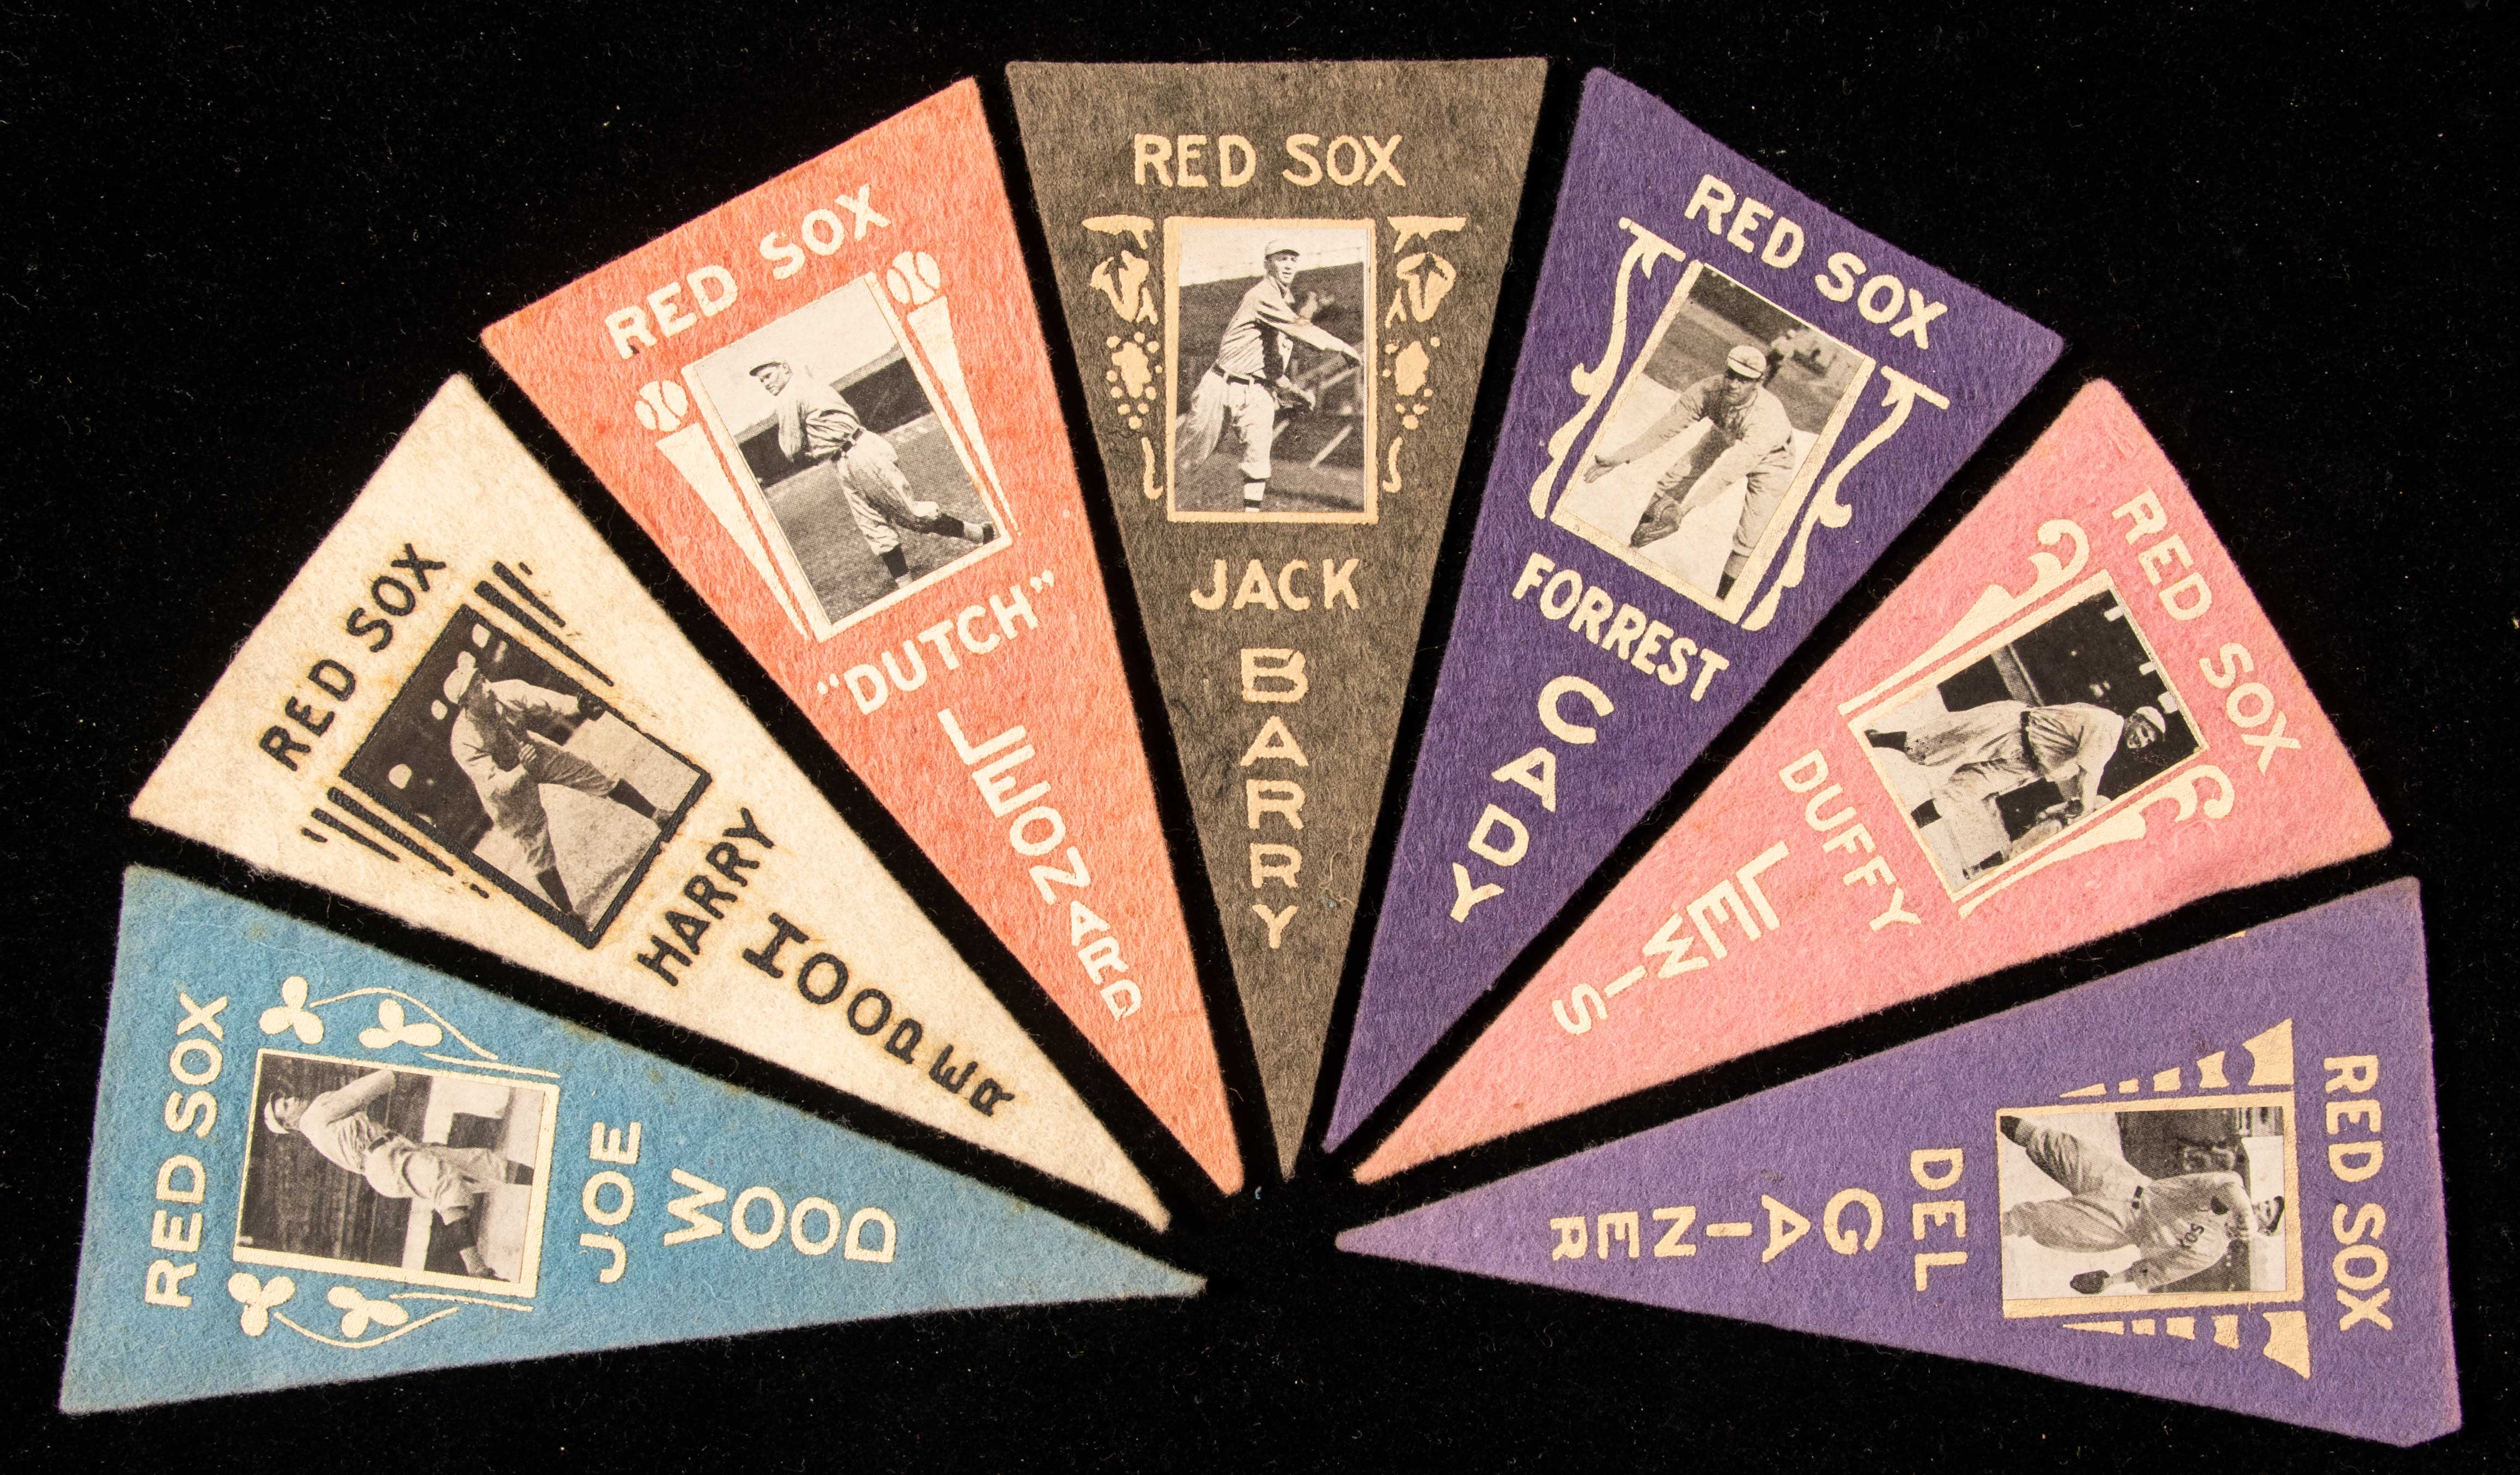 RED SOX
JOE
WOOD
RED SOX
HARRY
HOOPER
RED SOX
"DUTCH"
LEONARD
RED SOX
JACK
BARRY
RED SOX
FORREST
CADY
RED SOX
DUFFY
LEWIS
RED SOX
SOX
DEL
GAINER